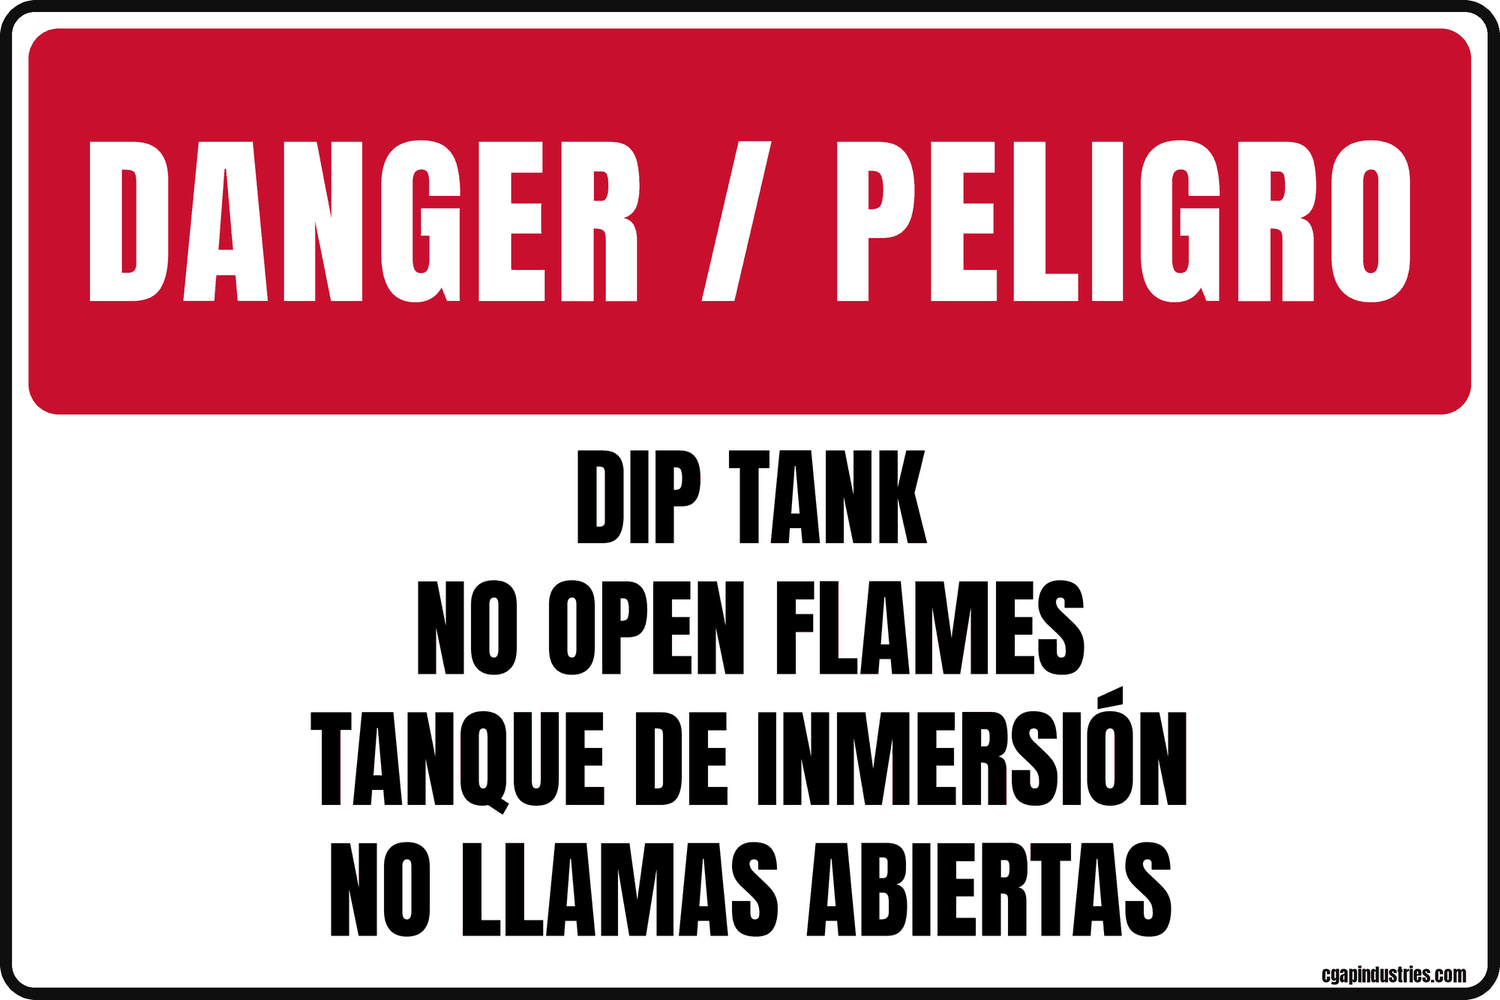 DANGER / PELIGRO
DIP TANK
NO OPEN FLAMES
TANQUE DE INMERSIÓN
NO LLAMAS ABIERTAS
cgapindustries.com